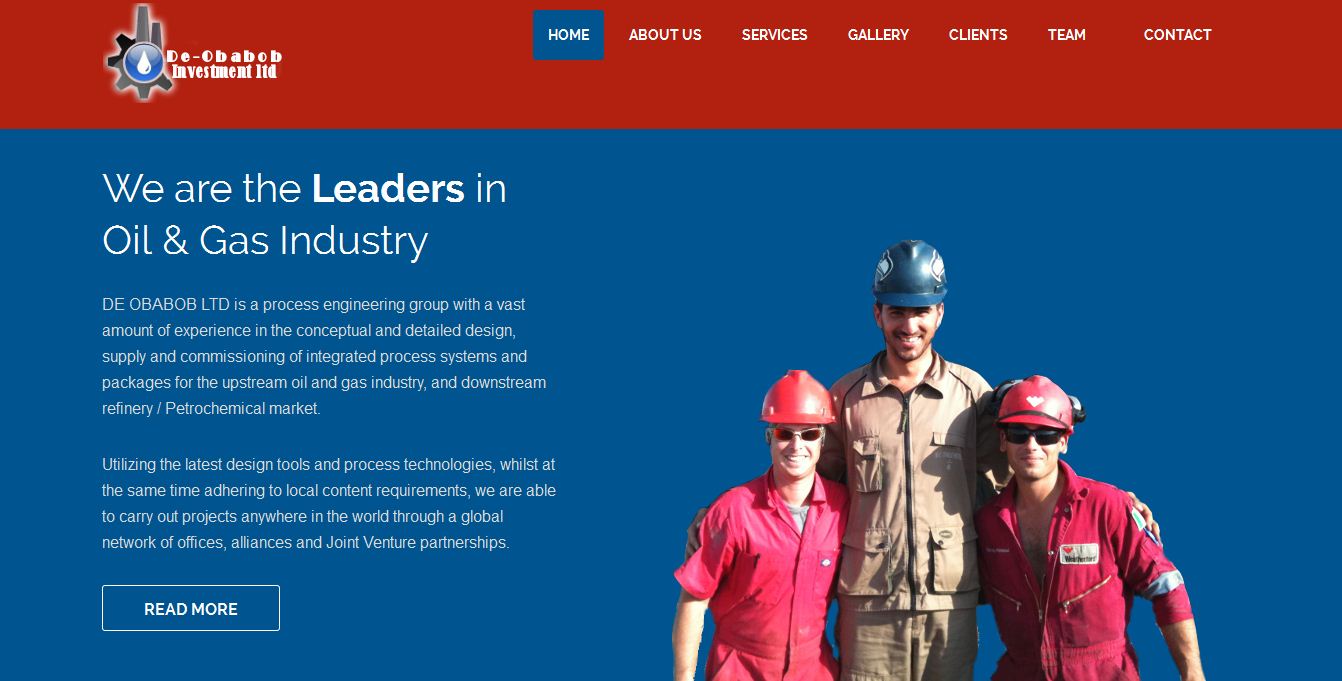 De-Obabob
Investment ltd
HOME ABOUT US SERVICES GALLERY CLIENTS TEAM CONTACT
We are the Leaders in
Oil & Gas Industry
DE OBABOB LTD is a process engineering group with a vast
amount of experience in the conceptual and detailed design,
supply and commissioning of integrated process systems and
packages for the upstream oil and gas industry, and downstream
refinery / Petrochemical market.
Utilizing the latest design tools and process technologies, whilst at
the same time adhering to local content requirements, we are able
to carry out projects anywhere in the world through a global
network of offices, alliances and Joint Venture partnerships.
READ MORE
Weatherford